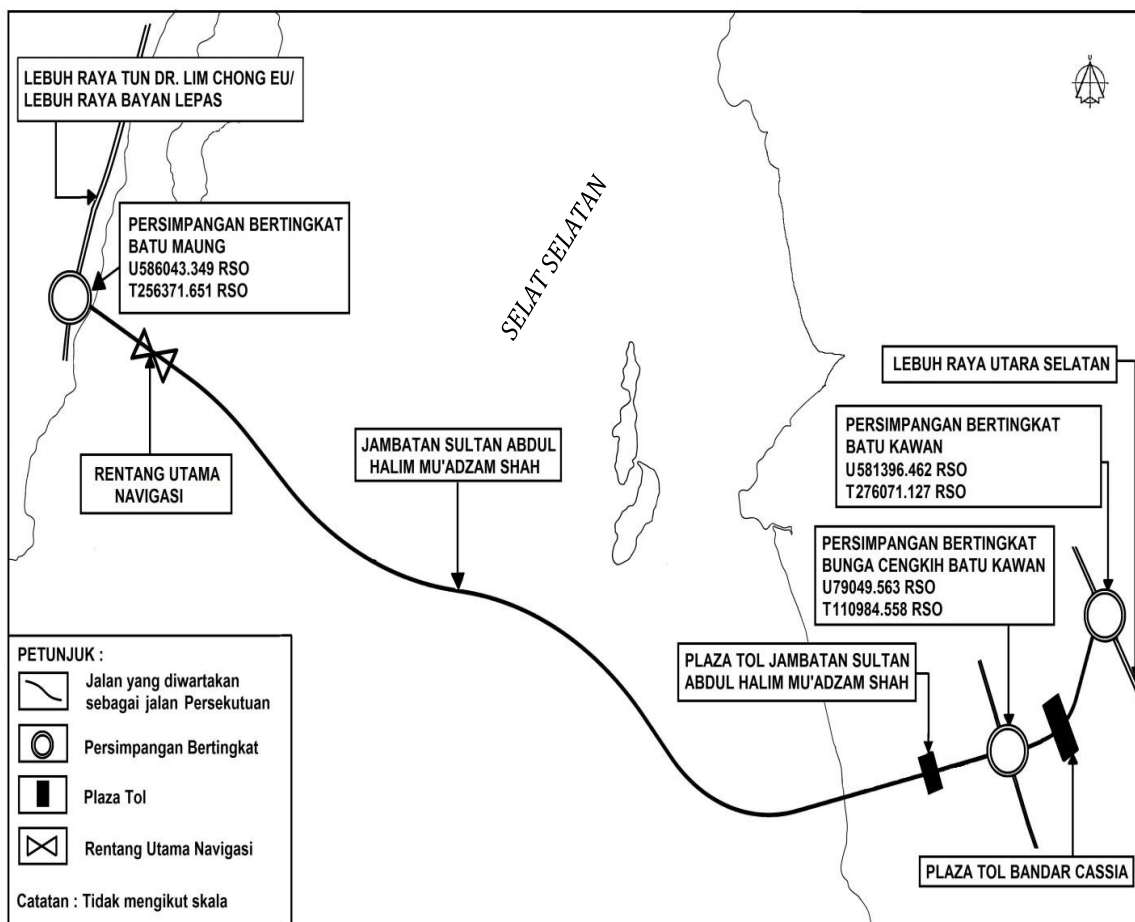 U
LEBUH RAYA TUN DR. LIM CHONG EU/
LEBUH RAYA BAYAN LEPAS
PERSIMPANGAN BERTINGKAT
BATU MAUNG
U586043.349 RSO
T256371.651 RSO
SELAT SELATAN
LEBUH RAYA UTARA SELATAN
PERSIMPANGAN BERTINGKAT
BATU KAWAN
U581396.462 RSO
T276071.127 RSO
RENTANG UTAMA
NAVIGASI
JAMBATAN SULTAN ABDUL
HALIM MU'ADZAM SHAH
PERSIMPANGAN BERTINGKAT
BUNGA CENGKIH BATU KAWAN
U79049.563 RSO
T110984.558 RSO
PLAZA TOL JAMBATAN SULTAN
ABDUL HALIM MU'ADZAM SHAH
PLAZA TOL BANDAR CASSIA
PETUNJUK :
Jalan yang diwartakan
sebagai jalan Persekutuan
Persimpangan Bertingkat
Plaza Tol
Rentang Utama Navigasi
Catatan : Tidak mengikut skala